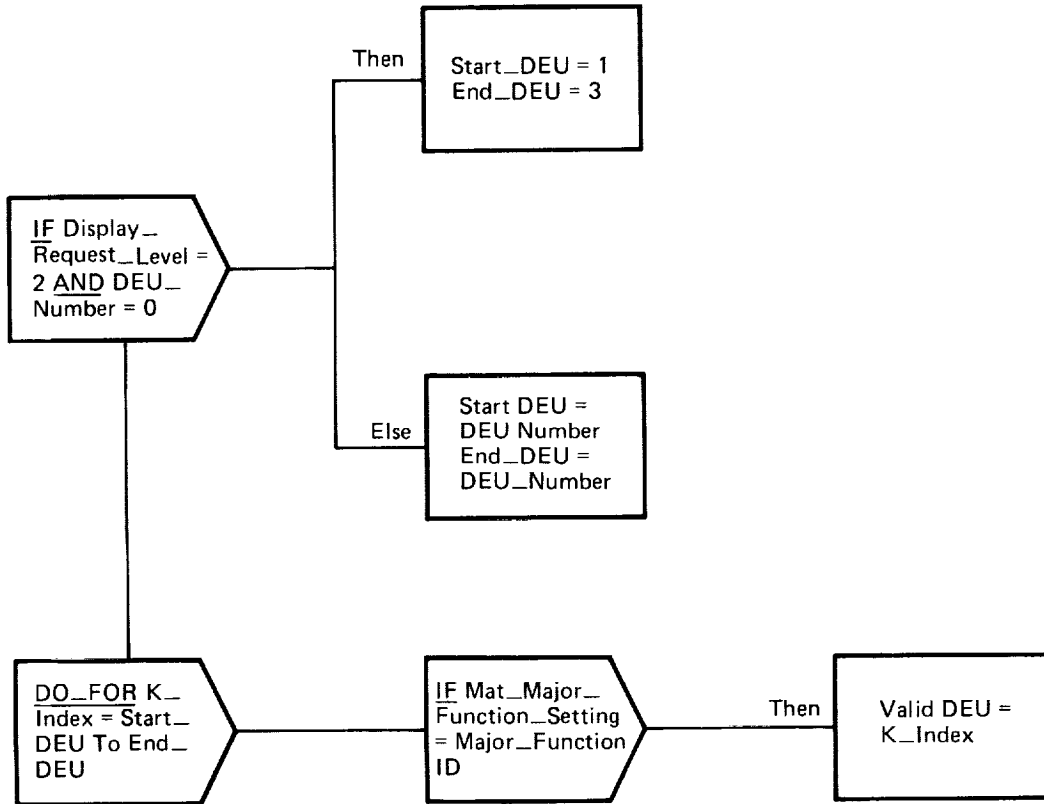 Then
Start_DEU = 1
End_DEU = 3
IF Display_
Request_Level =
2 AND DEU_
Number = 0
Else
Start DEU =
DEU Number
End_DEU =
DEU_Number
DO_FOR K_
Index = Start_
DEU To End_
DEU
IF Mat_Major_
Function_Setting
= Major_Function
ID
Then
Valid DEU =
K_Index